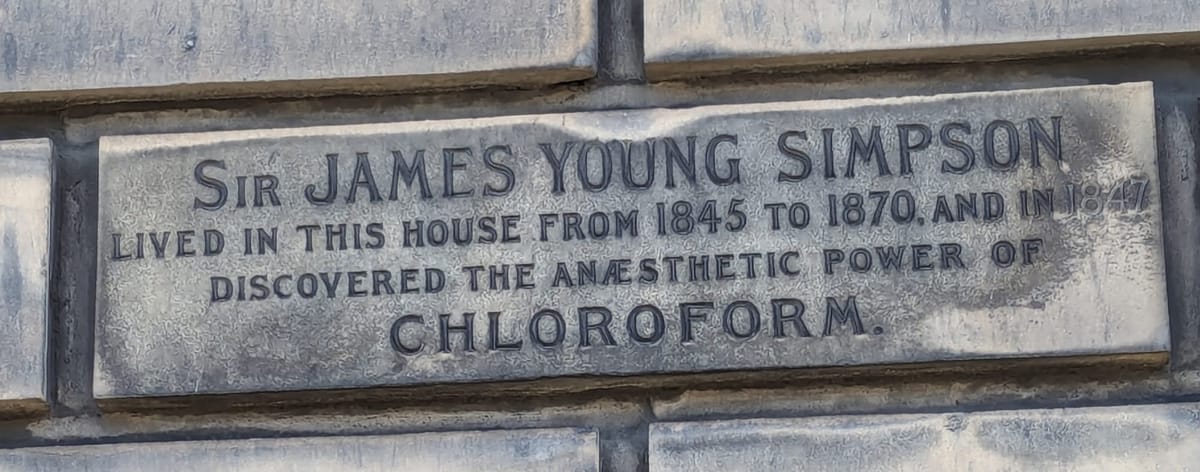 SIR JAMES YOUNG SIMPSON
LIVED IN THIS HOUSE FROM 1845 TO 1870, AND IN 1847
DISCOVERED THE ANÆSTHETIC POWER OF
CHLOROFORM.